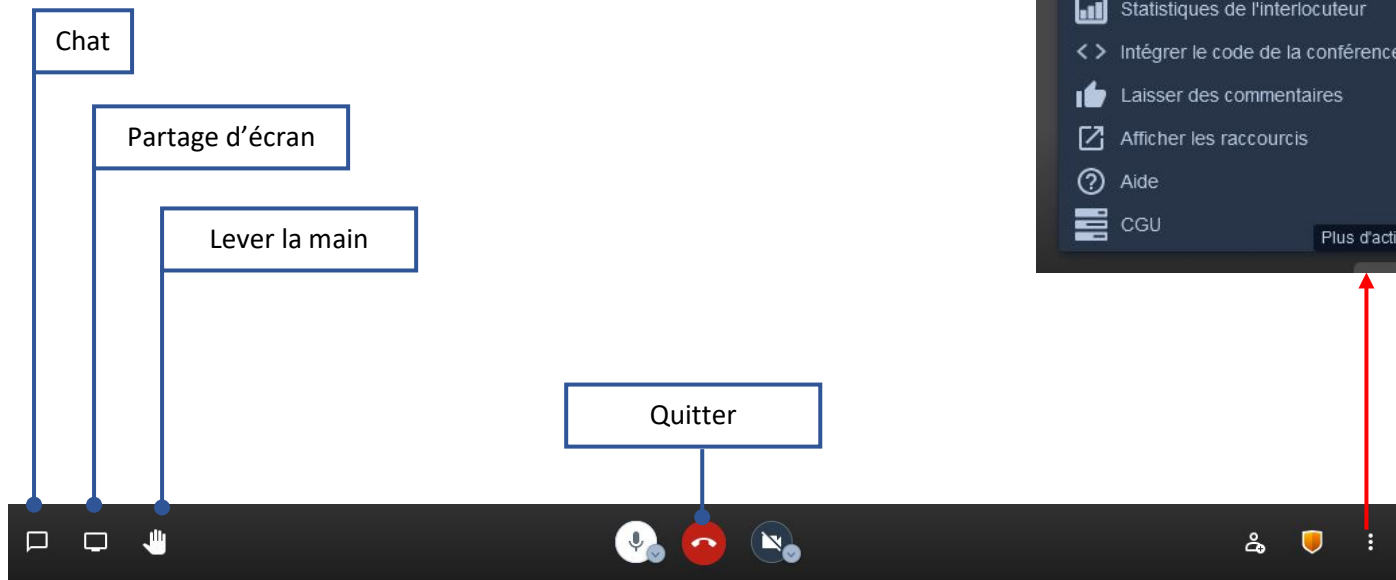 Chat
Partage d’écran
Lever la main
Quitter
Statistiques de l'interlocuteur
Intégrer le code de la conférence
Laisser des commentaires
Afficher les raccourcis
Aide
CGU
Plus d'acti